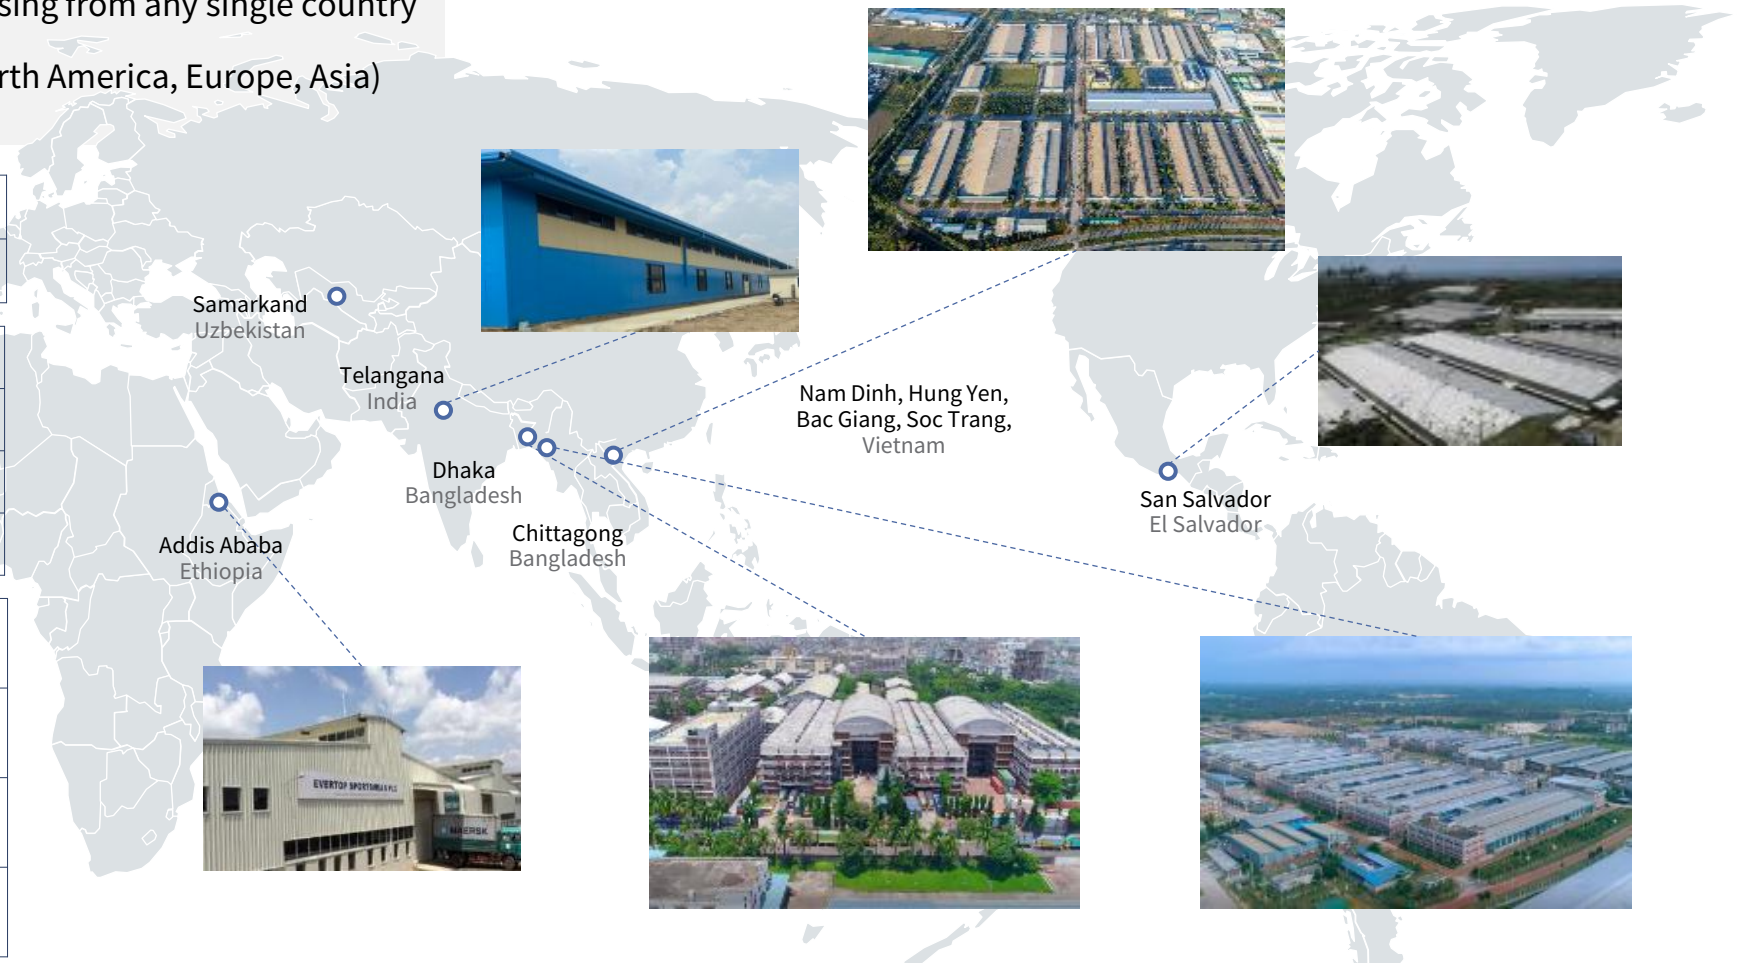 sing from any single country
rth America, Europe, Asia)
Samarkand
Uzbekistan
Telangana
India
Nam Dinh, Hung Yen,
Bac Giang, Soc Trang,
Vietnam
Dhaka
Bangladesh
San Salvador
El Salvador
Chittagong
Bangladesh
Addis Ababa
Ethiopia
EVERTOP SPORTSWEAR PLC
MAERSK